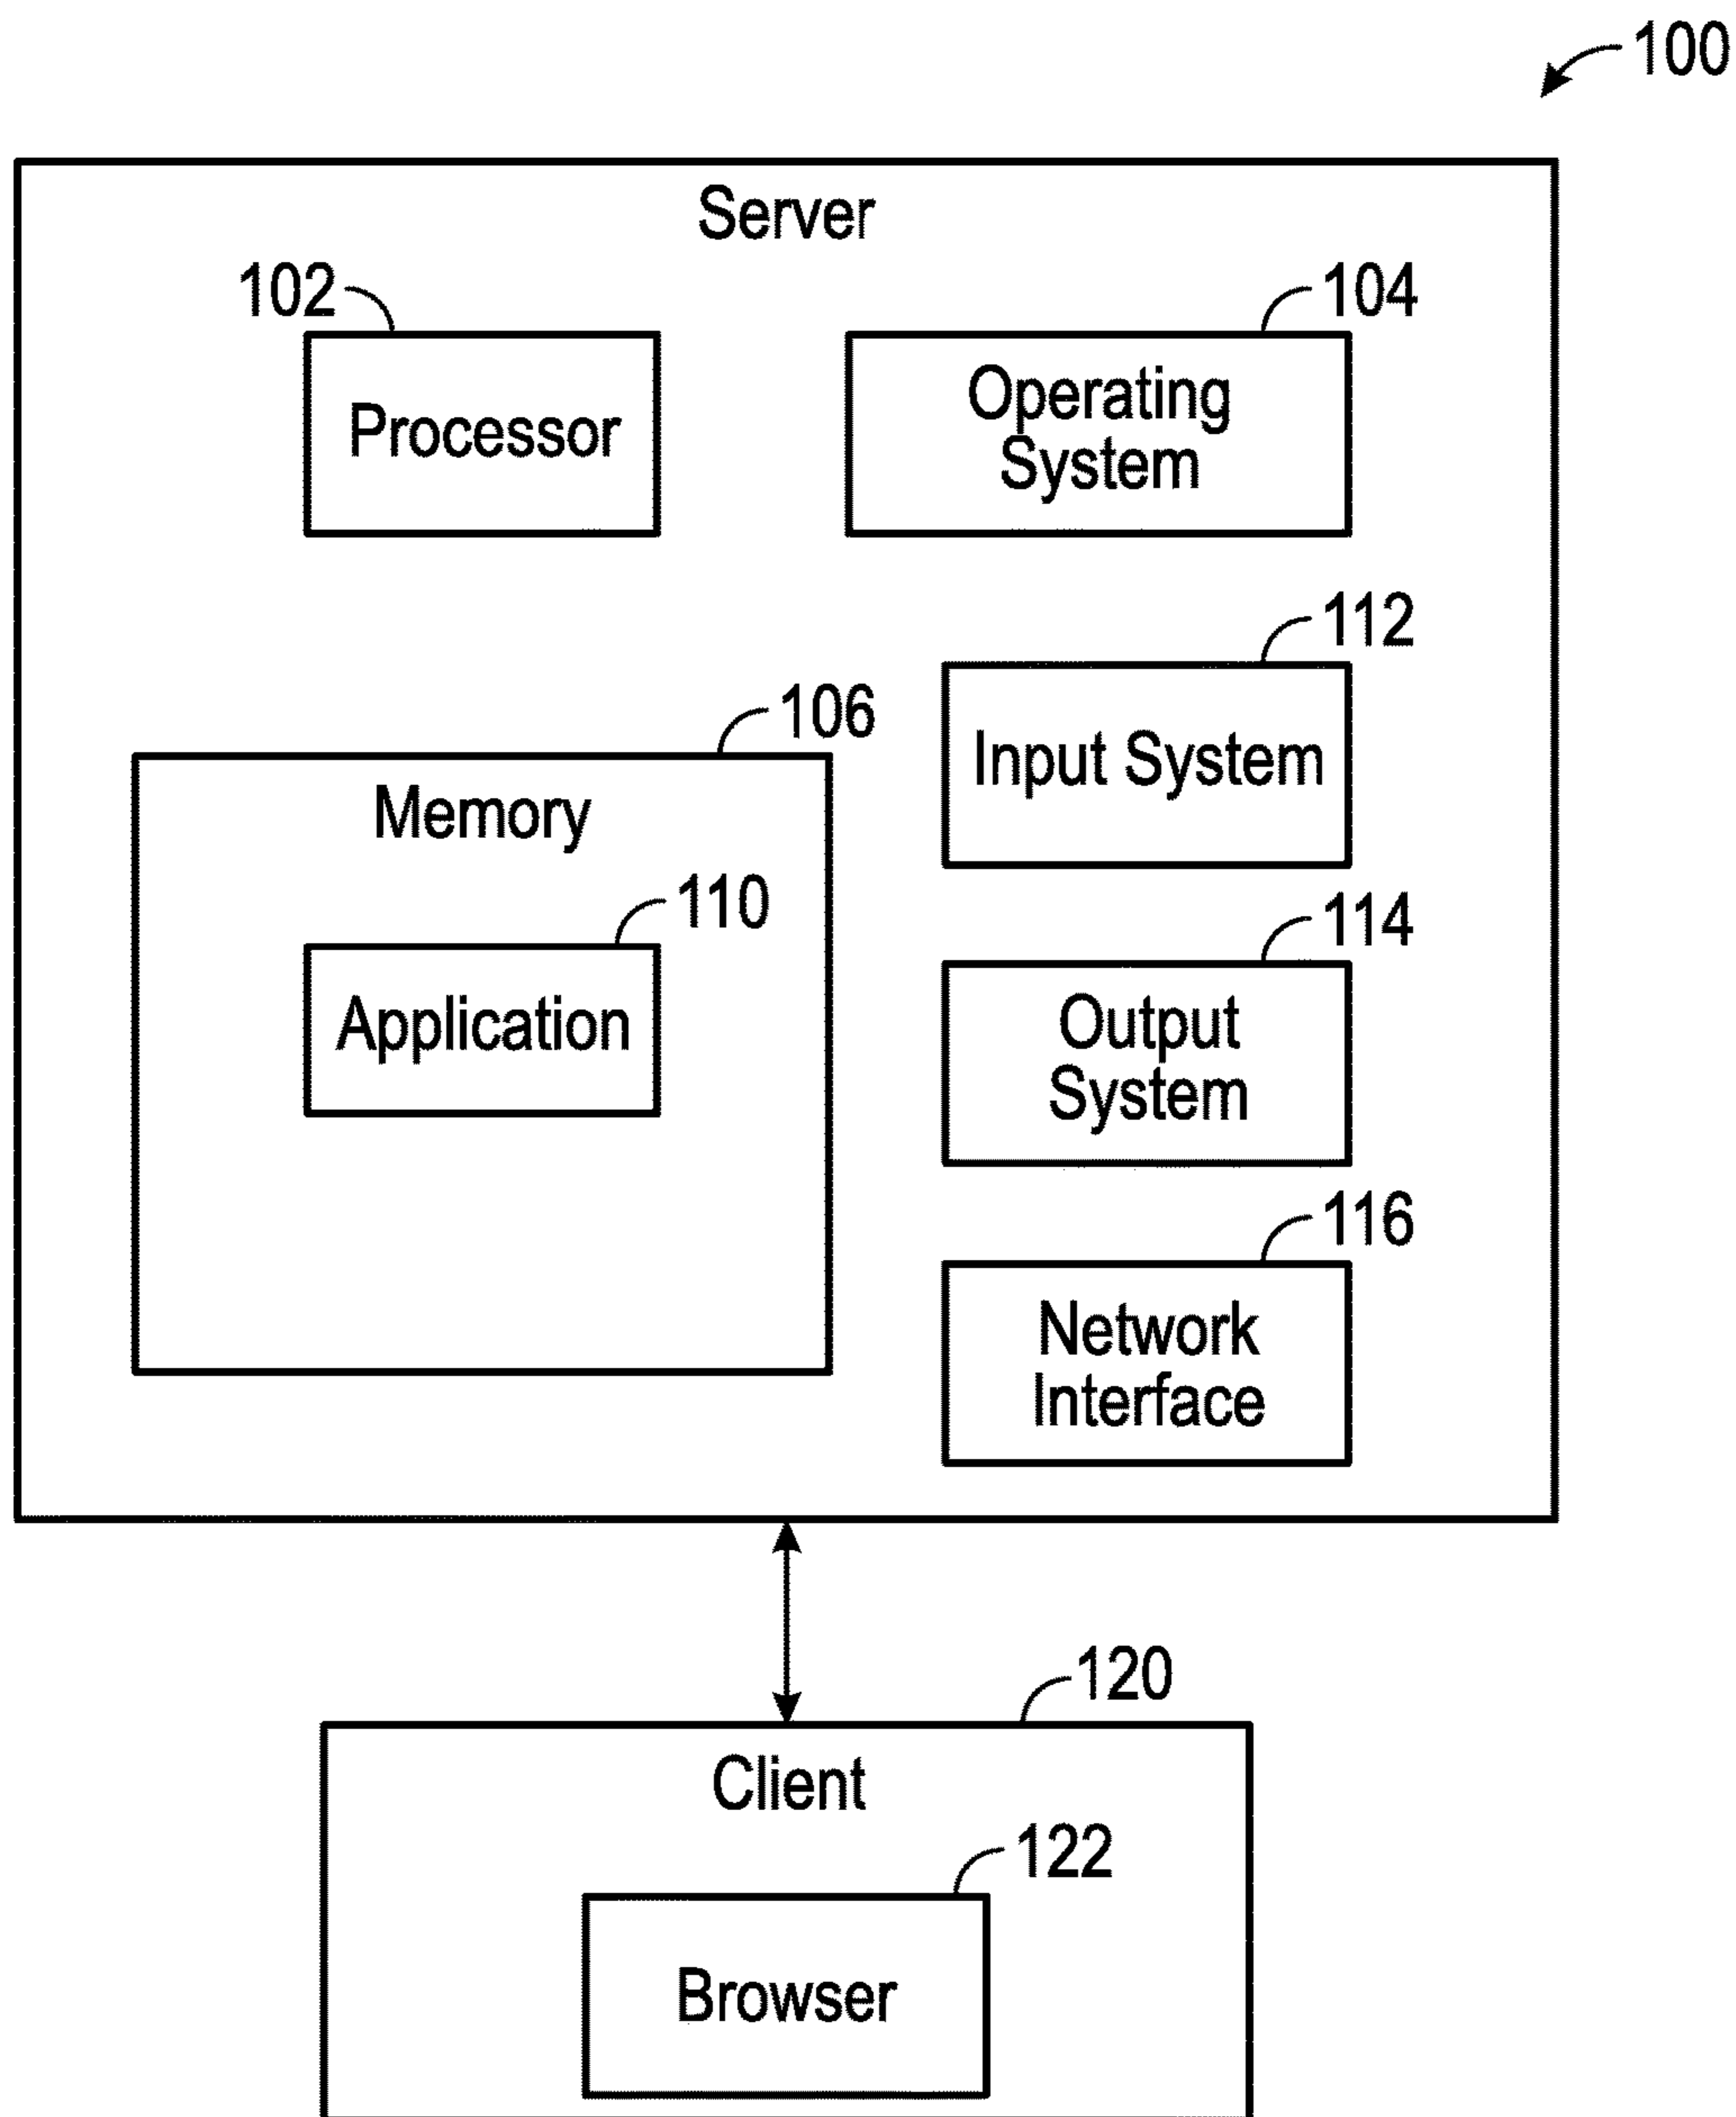 100
Server
102
104
Processor
Operating
System
112
106
Input System
Memory
110
114
Application
Output
System
116
Network
Interface
120
Client
122
Browser